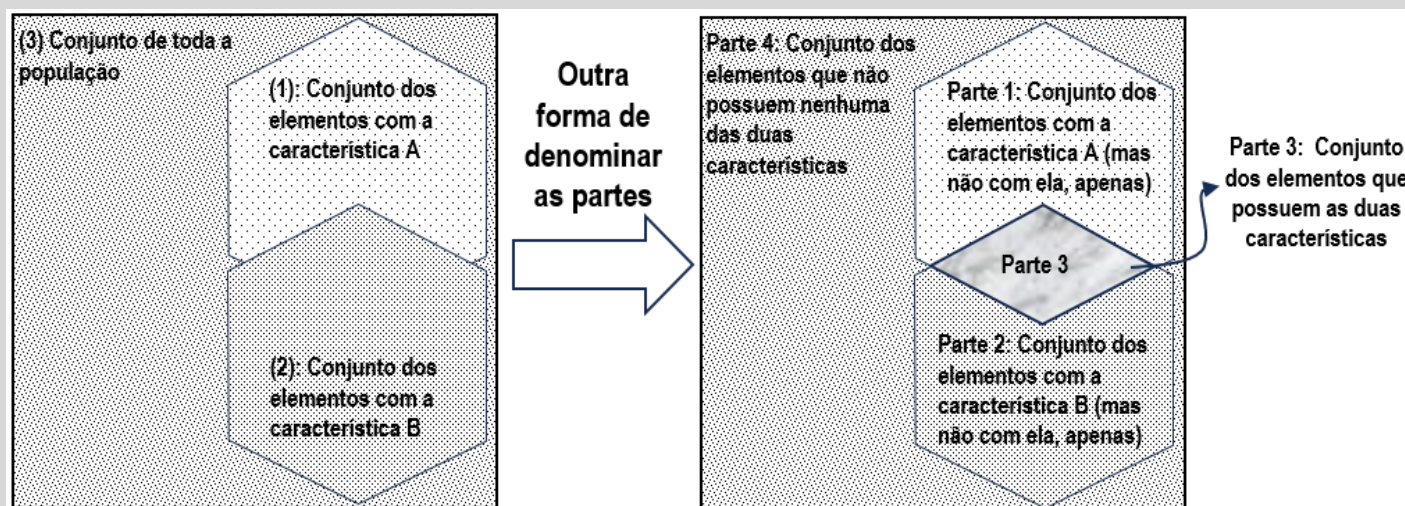 (3) Conjunto de toda a
população
(1): Conjunto dos
elementos com a
característica A
(2): Conjunto dos
elementos com a
característica B
Outra
forma de
denominar
as partes
Parte 4: Conjunto dos
elementos que não
possuem nenhuma
das duas
características
Parte 1: Conjunto dos
elementos com a
característica A (mas
não com ela, apenas)
Parte 3
Parte 2: Conjunto dos
elementos com a
característica B (mas
não com ela, apenas)
Parte 3: Conjunto
dos elementos que
possuem as duas
características